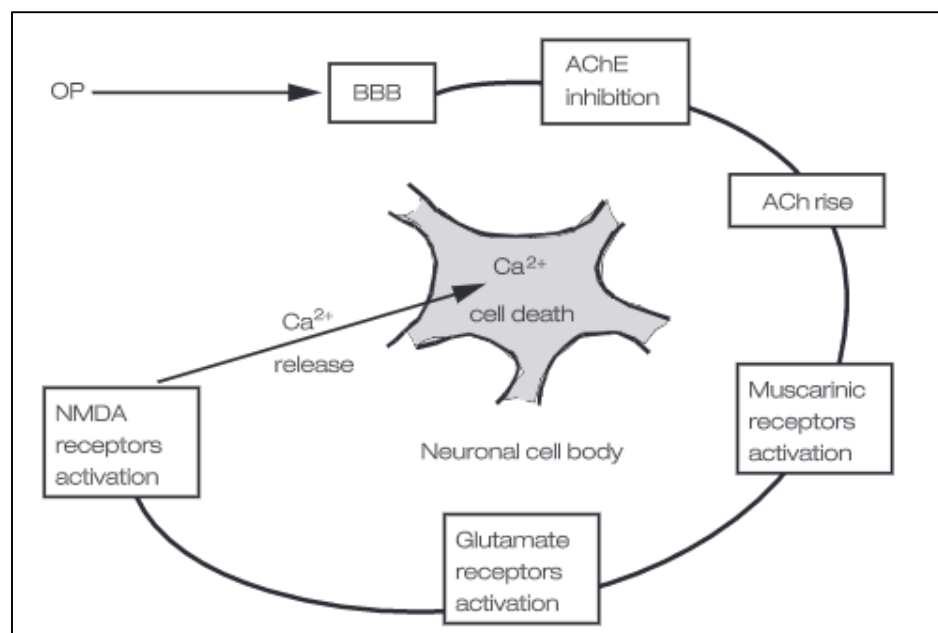 OP
BBB
AChE
inhibition
ACh rise
Ca²⁺
cell death
Ca²⁺
release
NMDA
receptors
activation
Muscarinic
receptors
activation
Neuronal cell body
Glutamate
receptors
activation